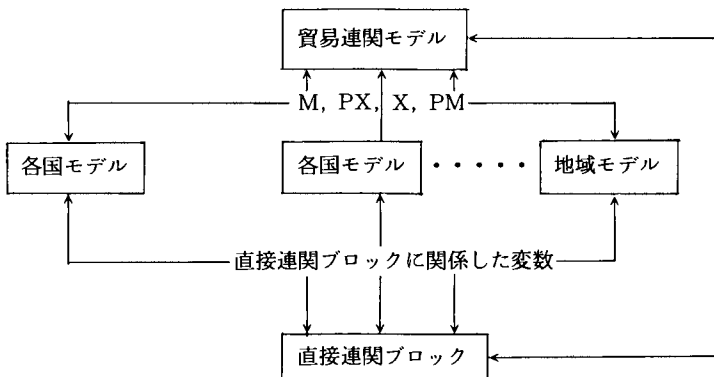 貿易連関モデル
M, PX, X, PM
各国モデル
各国モデル
・・・・・
地域モデル
直接連関ブロックに関係した変数
直接連関ブロック